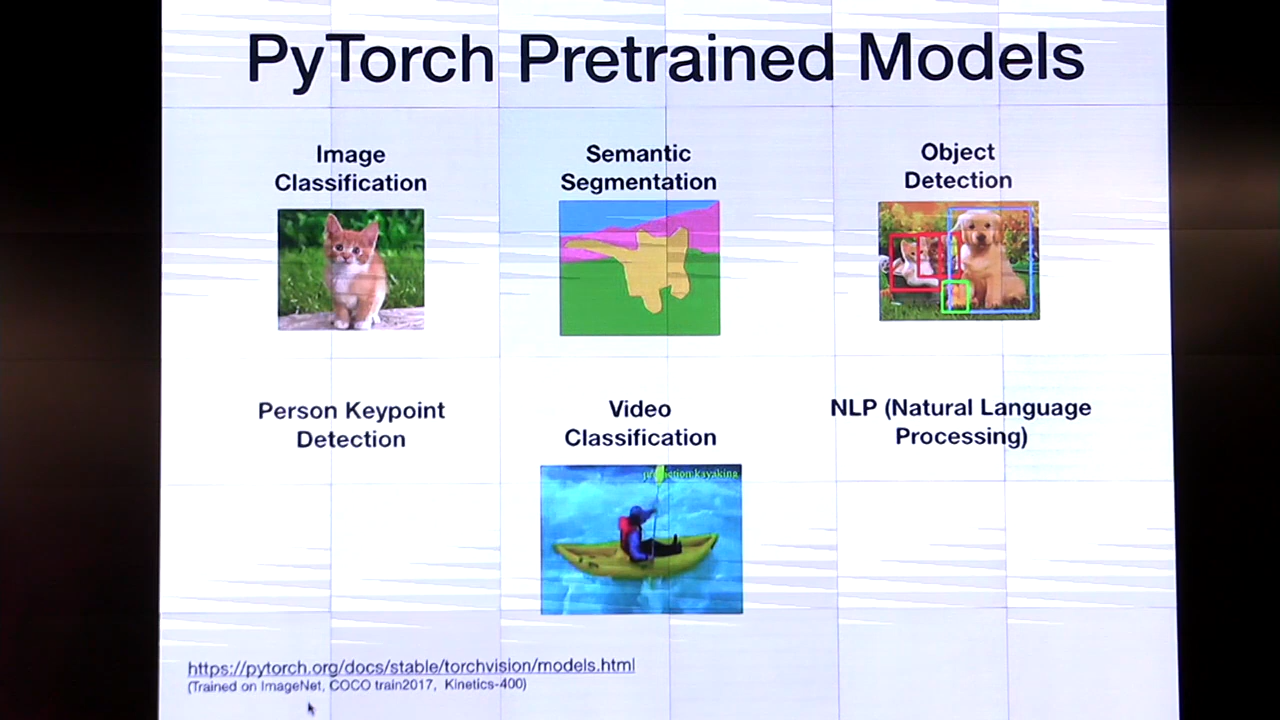 PyTorch Pretrained Models
Image
Classification
Semantic
Segmentation
Object
Detection
Person Keypoint
Detection
Video
Classification
prediction kayaking
NLP (Natural Language
Processing)
https://pytorch.org/docs/stable/torchvision/models.html
(Trained on ImageNet, COCO train2017, Kinetics-400)